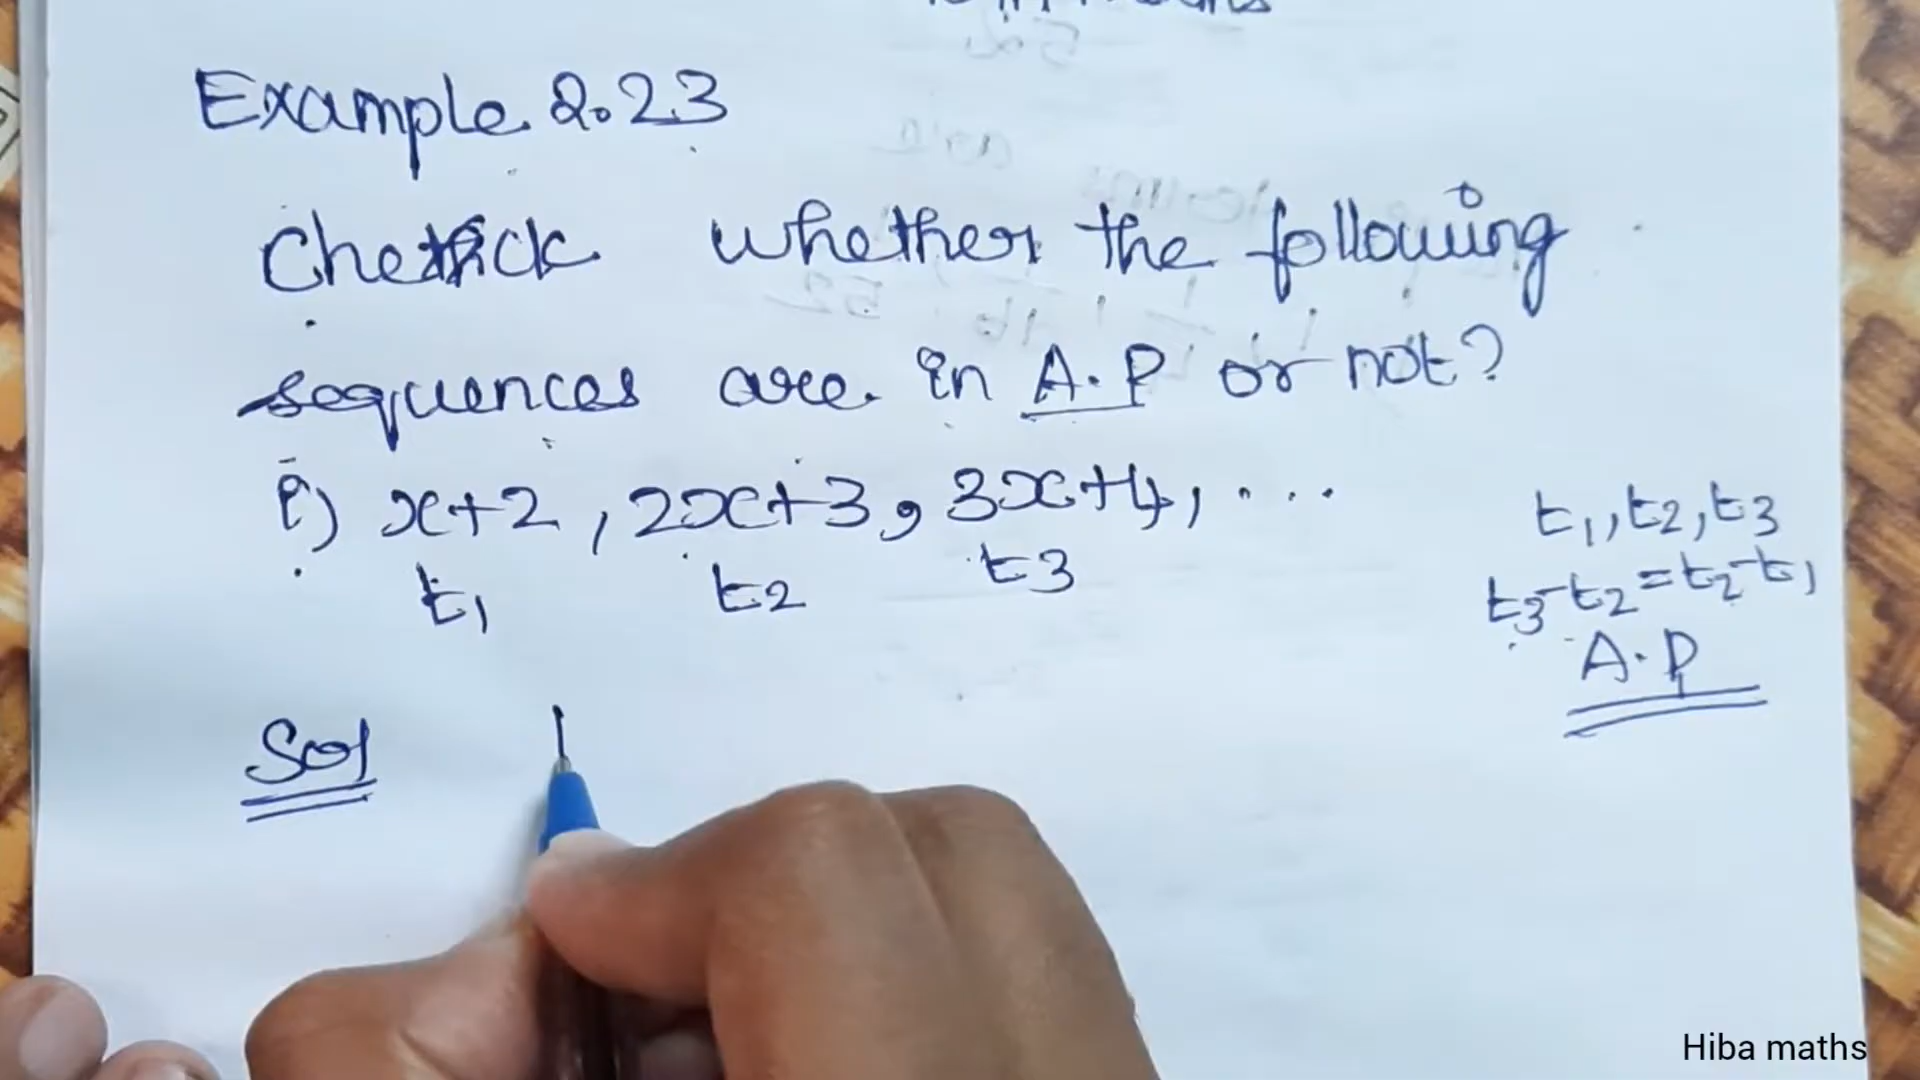 Example 2.23
Check whether the following
sequences are in A.P or not?
i) x+2, 2x+3, 3x+4, ...
t1 t2 t3
t1, t2, t3
t3-t2=t2-t1
A.P
Sol
Hiba maths